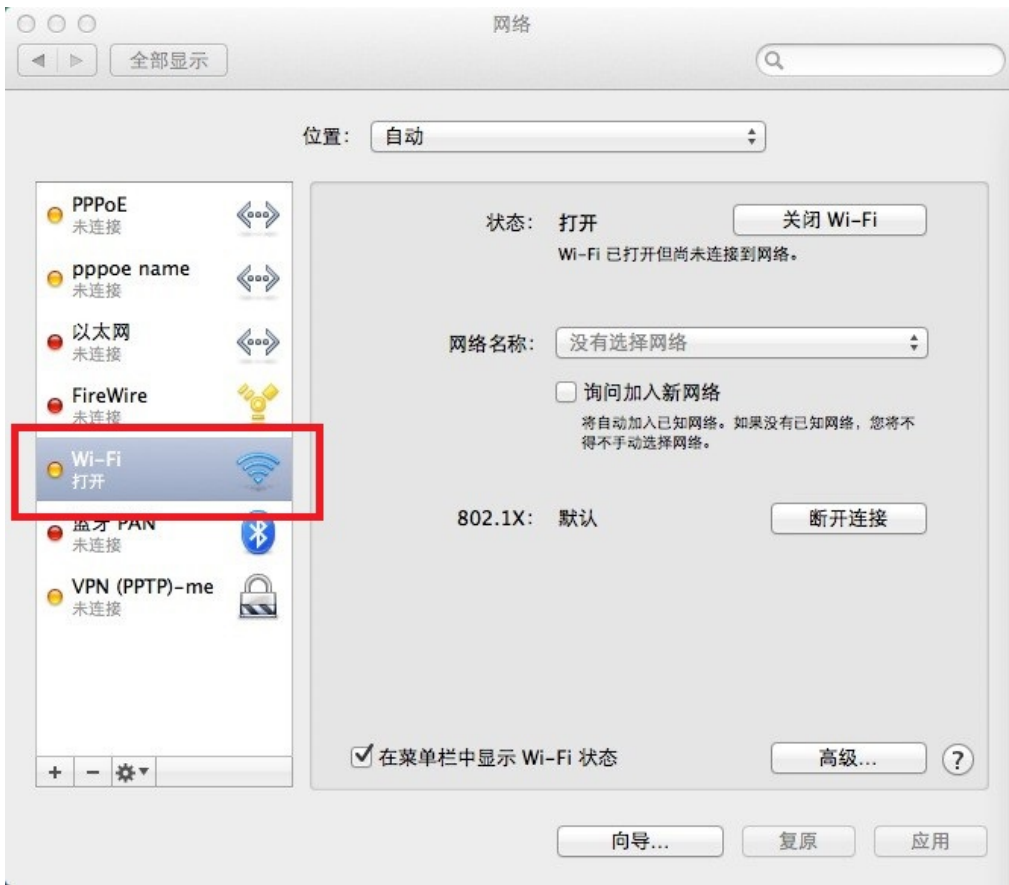 网络
全部显示
位置: 自动
PPPoE
未连接
pppoe name
未连接
以太网
未连接
FireWire
未连接
Wi-Fi
打开
蓝牙 PAN
未连接
VPN (PPTP)-me
未连接
状态: 打开 关闭 Wi-Fi
Wi-Fi 已打开但尚未连接到网络。
网络名称: 没有选择网络
询问加入新网络
将自动加入已知网络。如果没有已知网络，您将不
得不手动选择网络。
802.1X: 默认 断开连接
在菜单栏中显示 Wi-Fi 状态 高级... ?
向导... 复原 应用